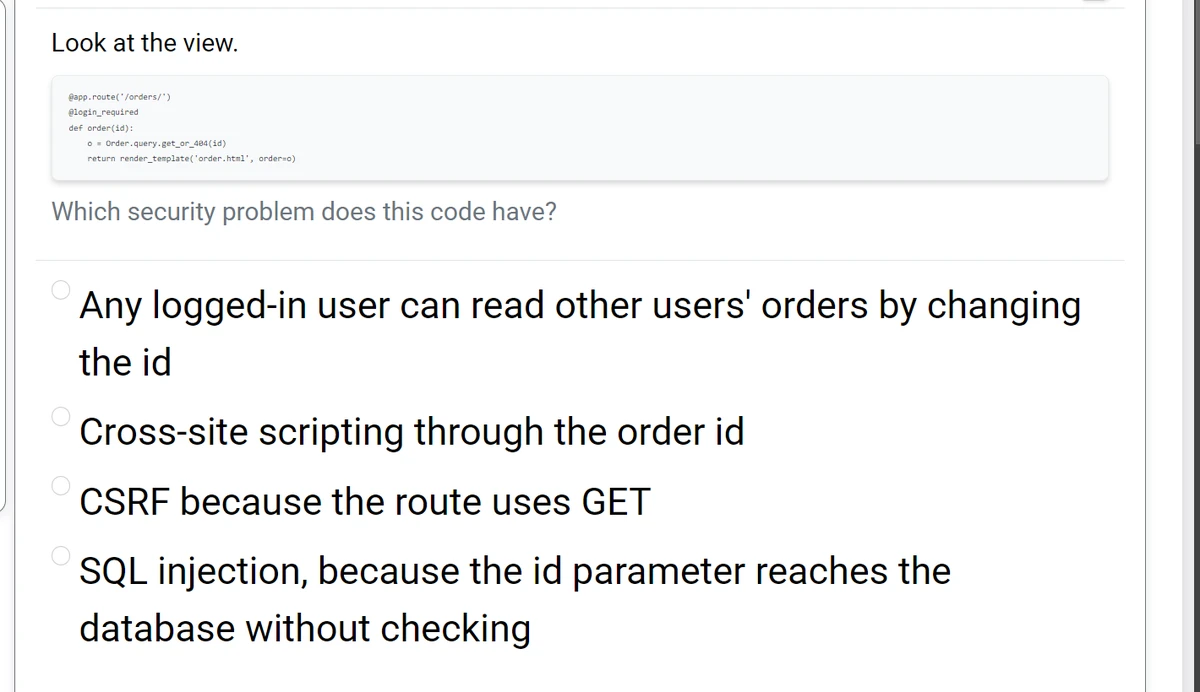 Look at the view.
@app.route('/orders/')
@login_required
def order(id):
    o = Order.query.get_or_404(id)
    return render_template('order.html', order=o)
Which security problem does this code have?
Any logged-in user can read other users' orders by changing
the id
Cross-site scripting through the order id
CSRF because the route uses GET
SQL injection, because the id parameter reaches the
database without checking